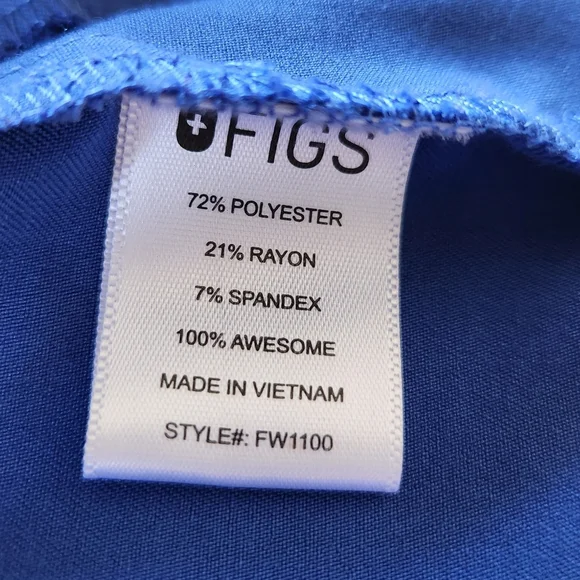 FIGS
72% POLYESTER
21% RAYON
7% SPANDEX
100% AWESOME
MADE IN VIETNAM
STYLE#: FW1100